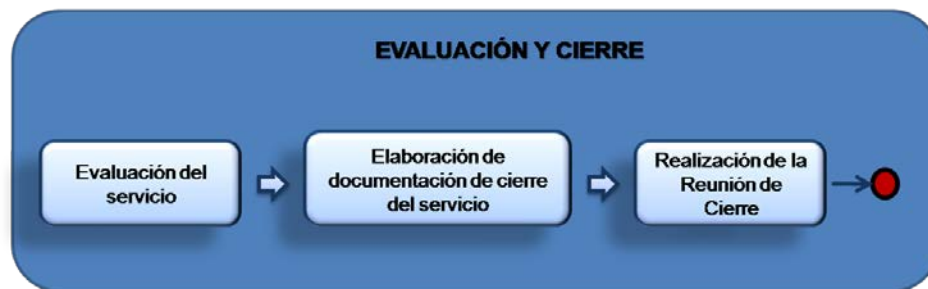 EVALUACIÓN Y CIERRE
Evaluación del
servicio
Elaboración de
documentación de cierre
del servicio
Realización de la
Reunión de
Cierre